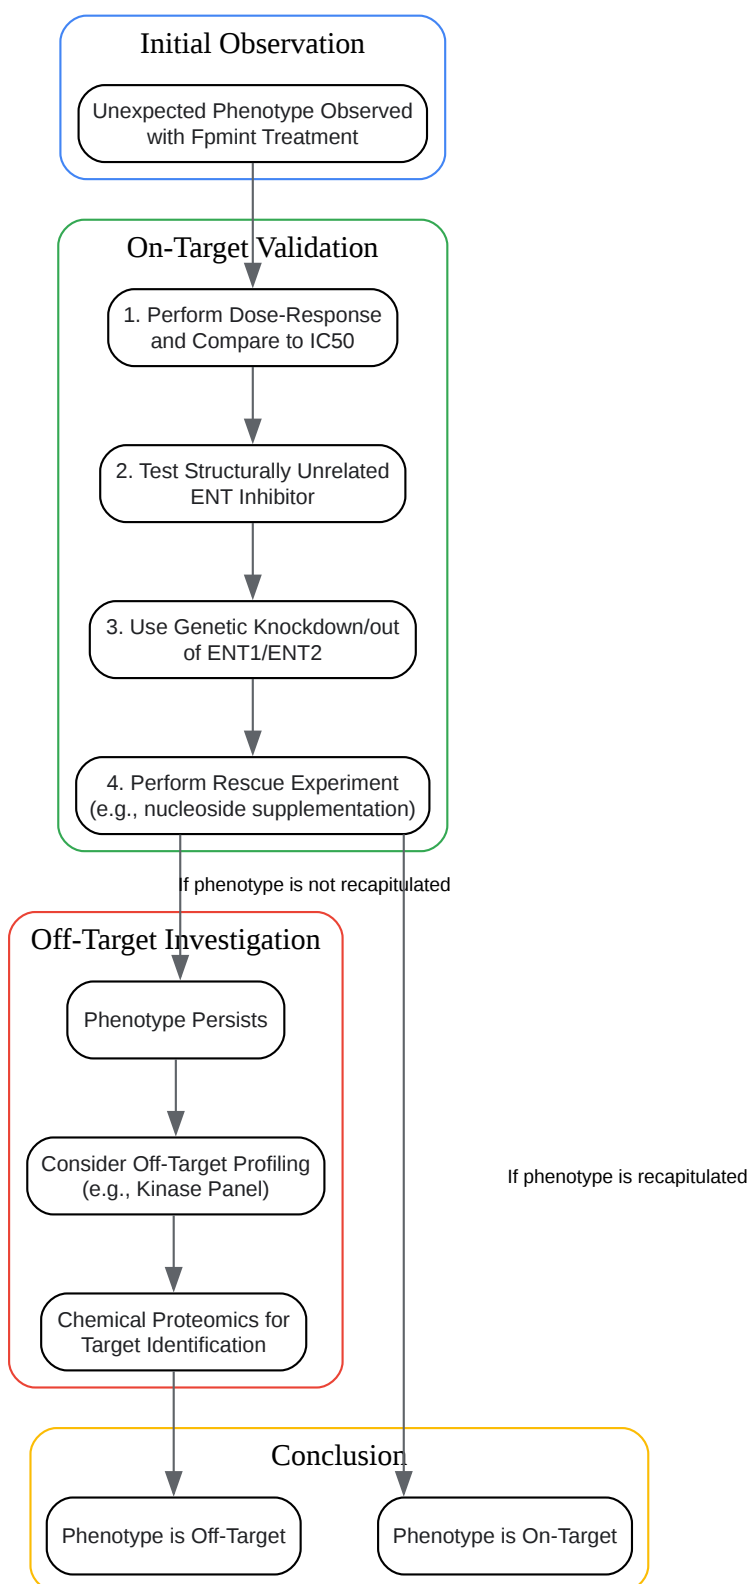 Initial Observation
Unexpected Phenotype Observed
with Fpmint Treatment
On-Target Validation
1. Perform Dose-Response
and Compare to IC50
2. Test Structurally Unrelated
ENT Inhibitor
3. Use Genetic Knockdown/out
of ENT1/ENT2
4. Perform Rescue Experiment
(e.g., nucleoside supplementation)
If phenotype is not recapitulated
Off-Target Investigation
Phenotype Persists
Consider Off-Target Profiling
(e.g., Kinase Panel)
If phenotype is recapitulated
Chemical Proteomics for
Target Identification
Conclusion
Phenotype is Off-Target
Phenotype is On-Target